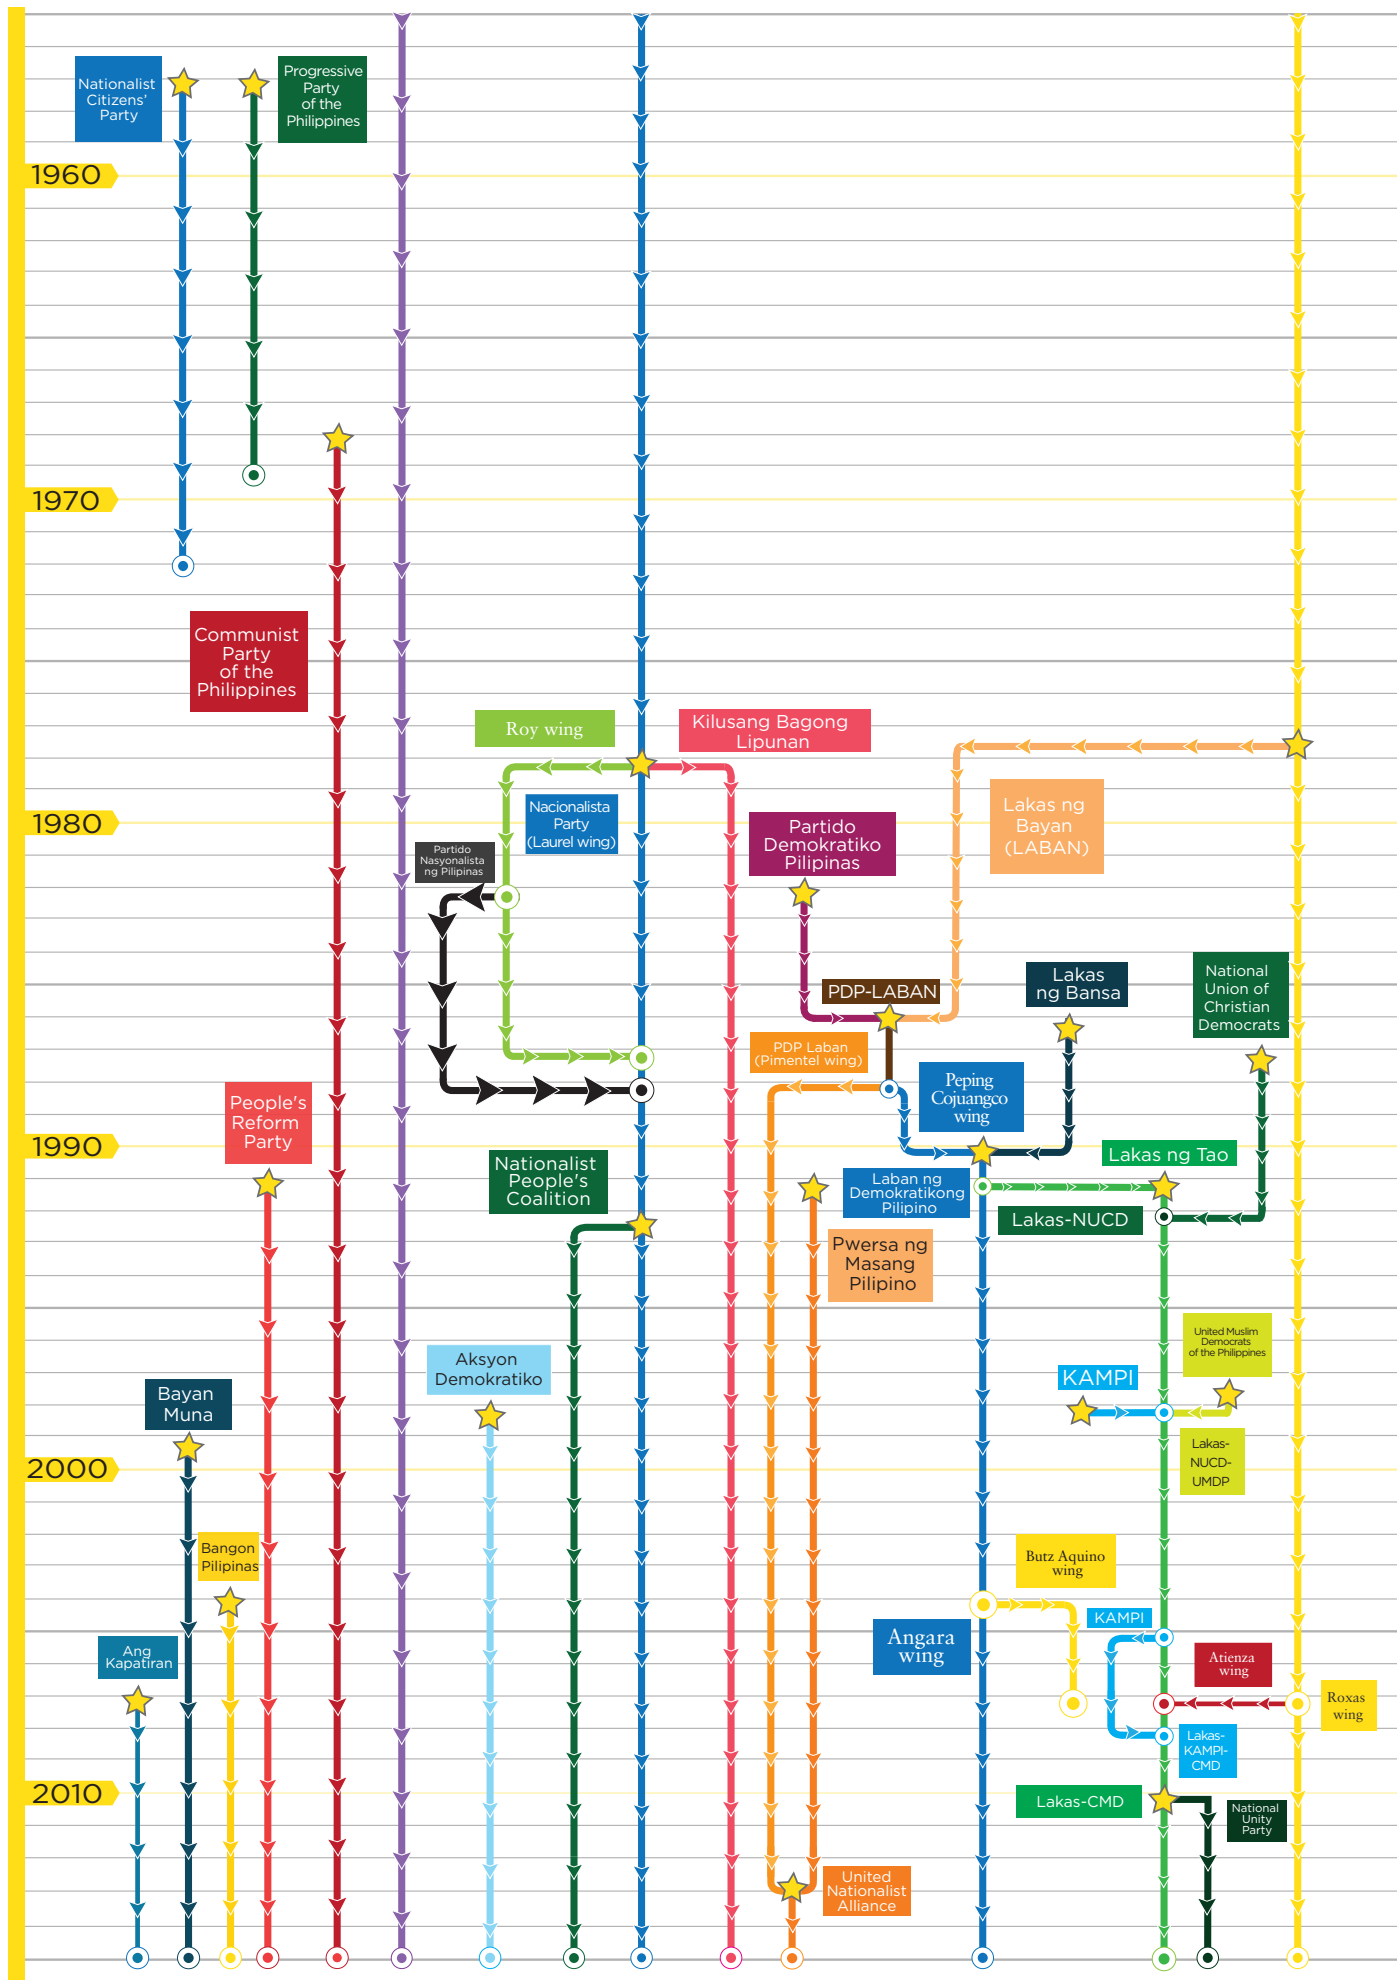 Nationalist
Citizens'
Party
Progressive
Party
of the
Philippines
1960
1970
Communist
Party
of the
Philippines
Roy wing
Kilusang Bagong
Lipunan
Nacionalista
Party
(Laurel wing)
Lakas ng
Bayan
(LABAN)
1980
Partido
Demokratiko
Pilipinas
Partido
Nasyonalista
ng Pilipinas
National
Union of
Christian
Democrats
Lakas
ng Bansa
PDP-LABAN
PDP Laban
(Pimentel wing)
Peping
Cojuangco
wing
People's
Reform
Party
1990
Nationalist
People's
Coalition
Lakas ng Tao
Laban ng
Demokratikong
Pilipino
Lakas-NUCD
Pwersa ng
Masang
Pilipino
United Muslim
Democrats
of the Philippines
Aksyon
Demokratiko
KAMPI
Bayan
Muna
Lakas-
NUCD-
UMDP
2000
Bangon
Pilipinas
Butz Aquino
wing
KAMPI
Angara
wing
Ang
Kapatiran
Atienza
wing
Roxas
wing
Lakas-
KAMPI-
CMD
2010
Lakas-CMD
National
Unity
Party
United
Nationalist
Alliance